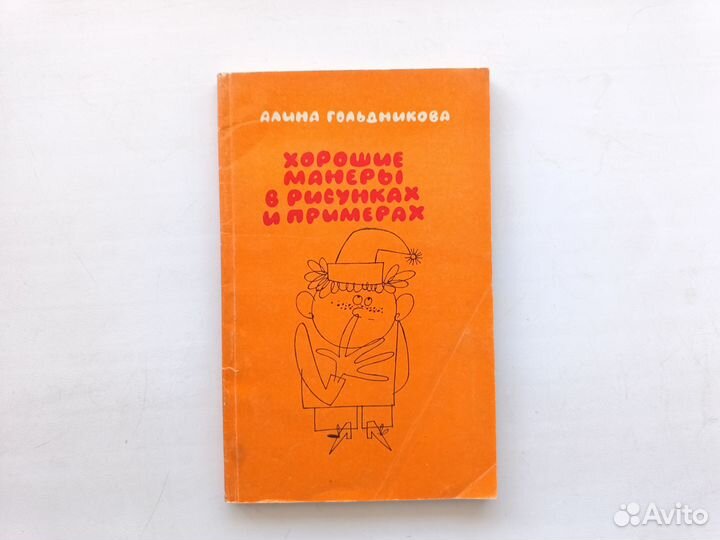 АЛИНА ГОЛЬДНИКОВА
ХОРОШИЕ
МАНЕРЫ
В РИСУНКАХ
И ПРИМЕРАХ
Avito